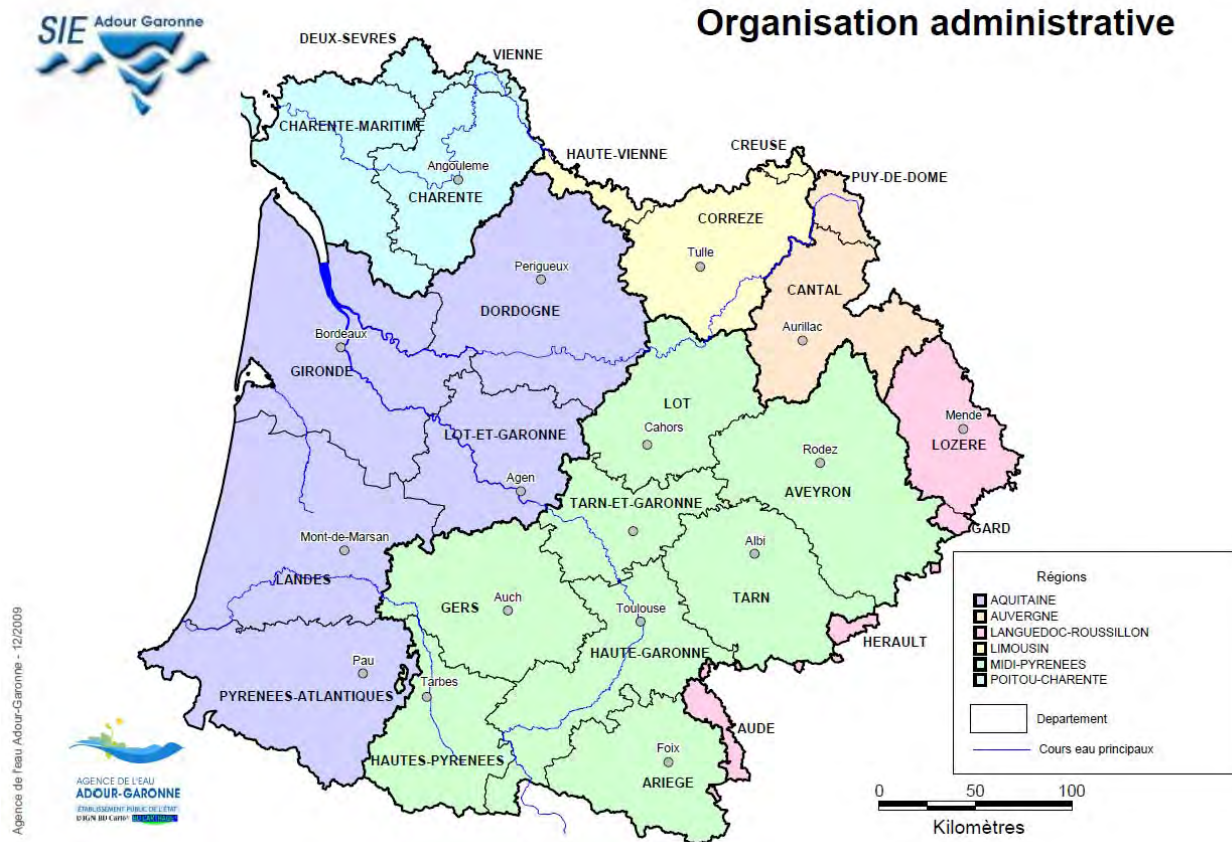 SIE Adour Garonne
Organisation administrative
DEUX-SEVRES
VIENNE
CHARENTE-MARITIME
HAUTE-VIENNE
CREUSE
Angouleme
PUY-DE-DOME
CHARENTE
CORREZE
Tulle
Perigueux
CANTAL
DORDOGNE
Aurillac
Bordeaux
GIRONDE
LOT
Mende
LOT-ET-GARONNE
Cahors
LOZERE
Rodez
Agen
AVEYRON
TARN-ET-GARONNE
GARD
Mont-de-Marsan
Albi
LANDES
GERS
Auch
Toulouse
TARN
HERAULT
HAUTE-GARONNE
Pau
PYRENEES-ATLANTIQUES
Tarbes
AUDE
HAUTES-PYRENEES
Foix
ARIEGE
Régions
AQUITAINE
AUVERGNE
LANGUEDOC-ROUSSILLON
LIMOUSIN
MIDI-PYRENEES
POITOU-CHARENTE
Departement
Cours eau principaux
0 50 100
Kilomètres
Agence de l'eau Adour-Garonne - 12/2009
AGENCE DE L'EAU
ADOUR-GARONNE
ÉTABLISSEMENT PUBLIC DE L'ÉTAT